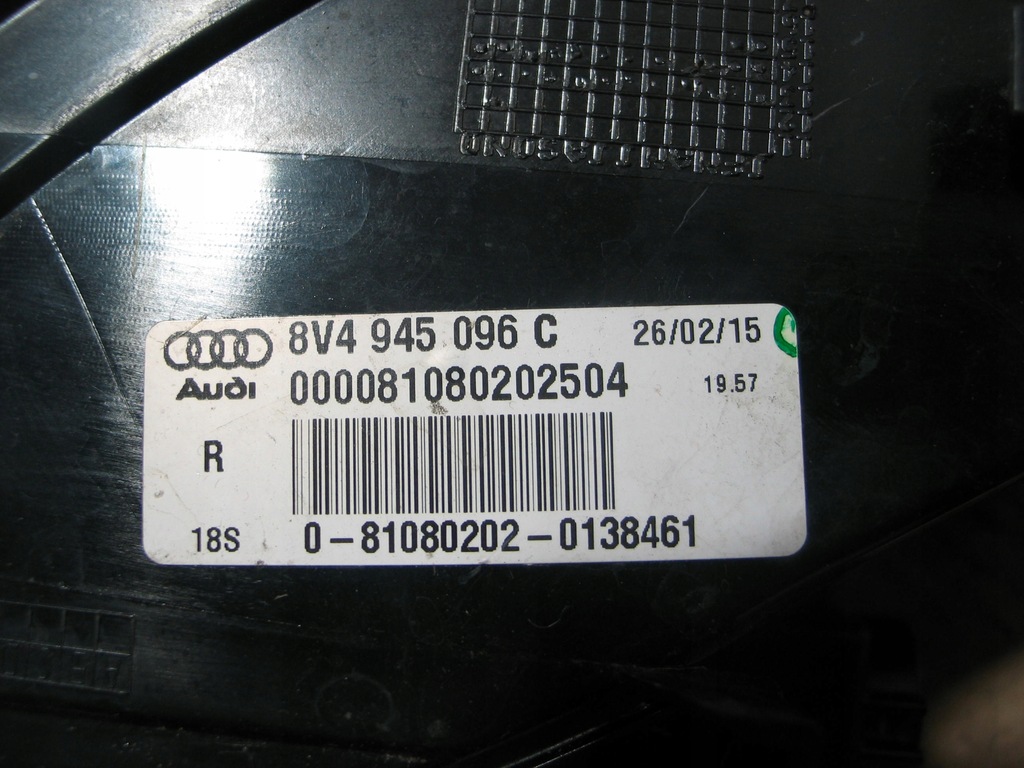 8V4 945 096 C 26/02/15
Audi 000081080202504 19.57
R
18S 0-81080202-0138461